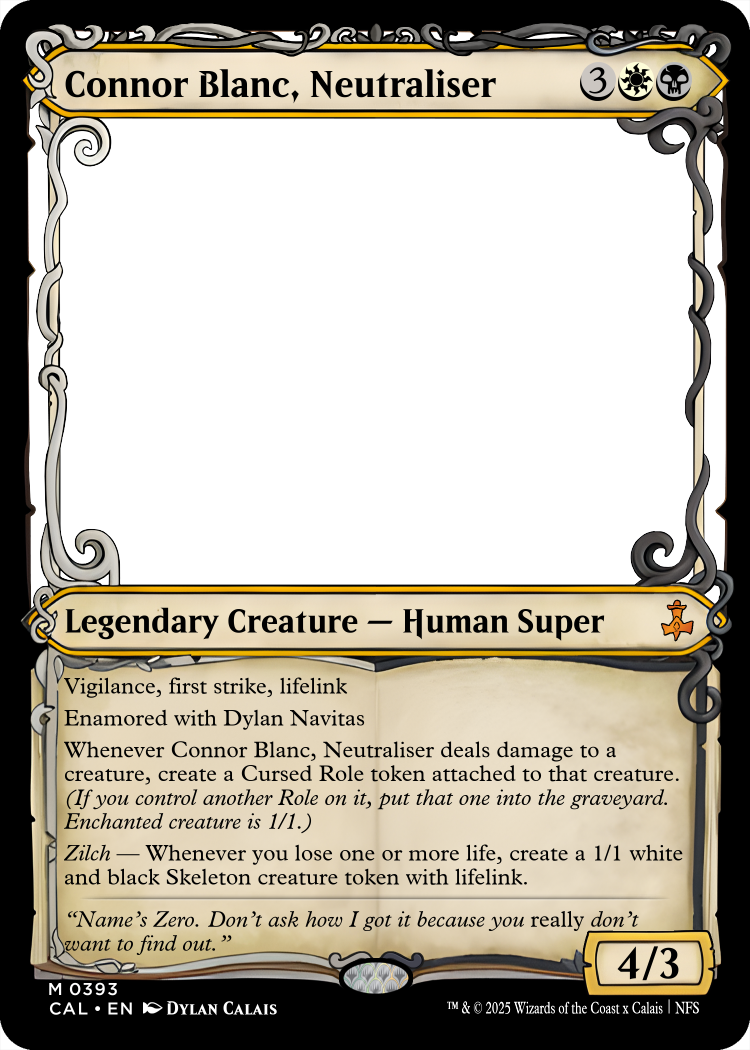 Connor Blanc, Neutraliser 3
Legendary Creature — Human Super
Vigilance, first strike, lifelink
Enamored with Dylan Navitas
Whenever Connor Blanc, Neutraliser deals damage to a
creature, create a Cursed Role token attached to that creature.
(If you control another Role on it, put that one into the graveyard.
Enchanted creature is 1/1.)
Zilch — Whenever you lose one or more life, create a 1/1 white
and black Skeleton creature token with lifelink.
“Name’s Zero. Don’t ask how I got it because you really don’t
want to find out.”
4/3
M 0393
CAL • EN Dylan Calais
™ & © 2025 Wizards of the Coast x Calais | NFS